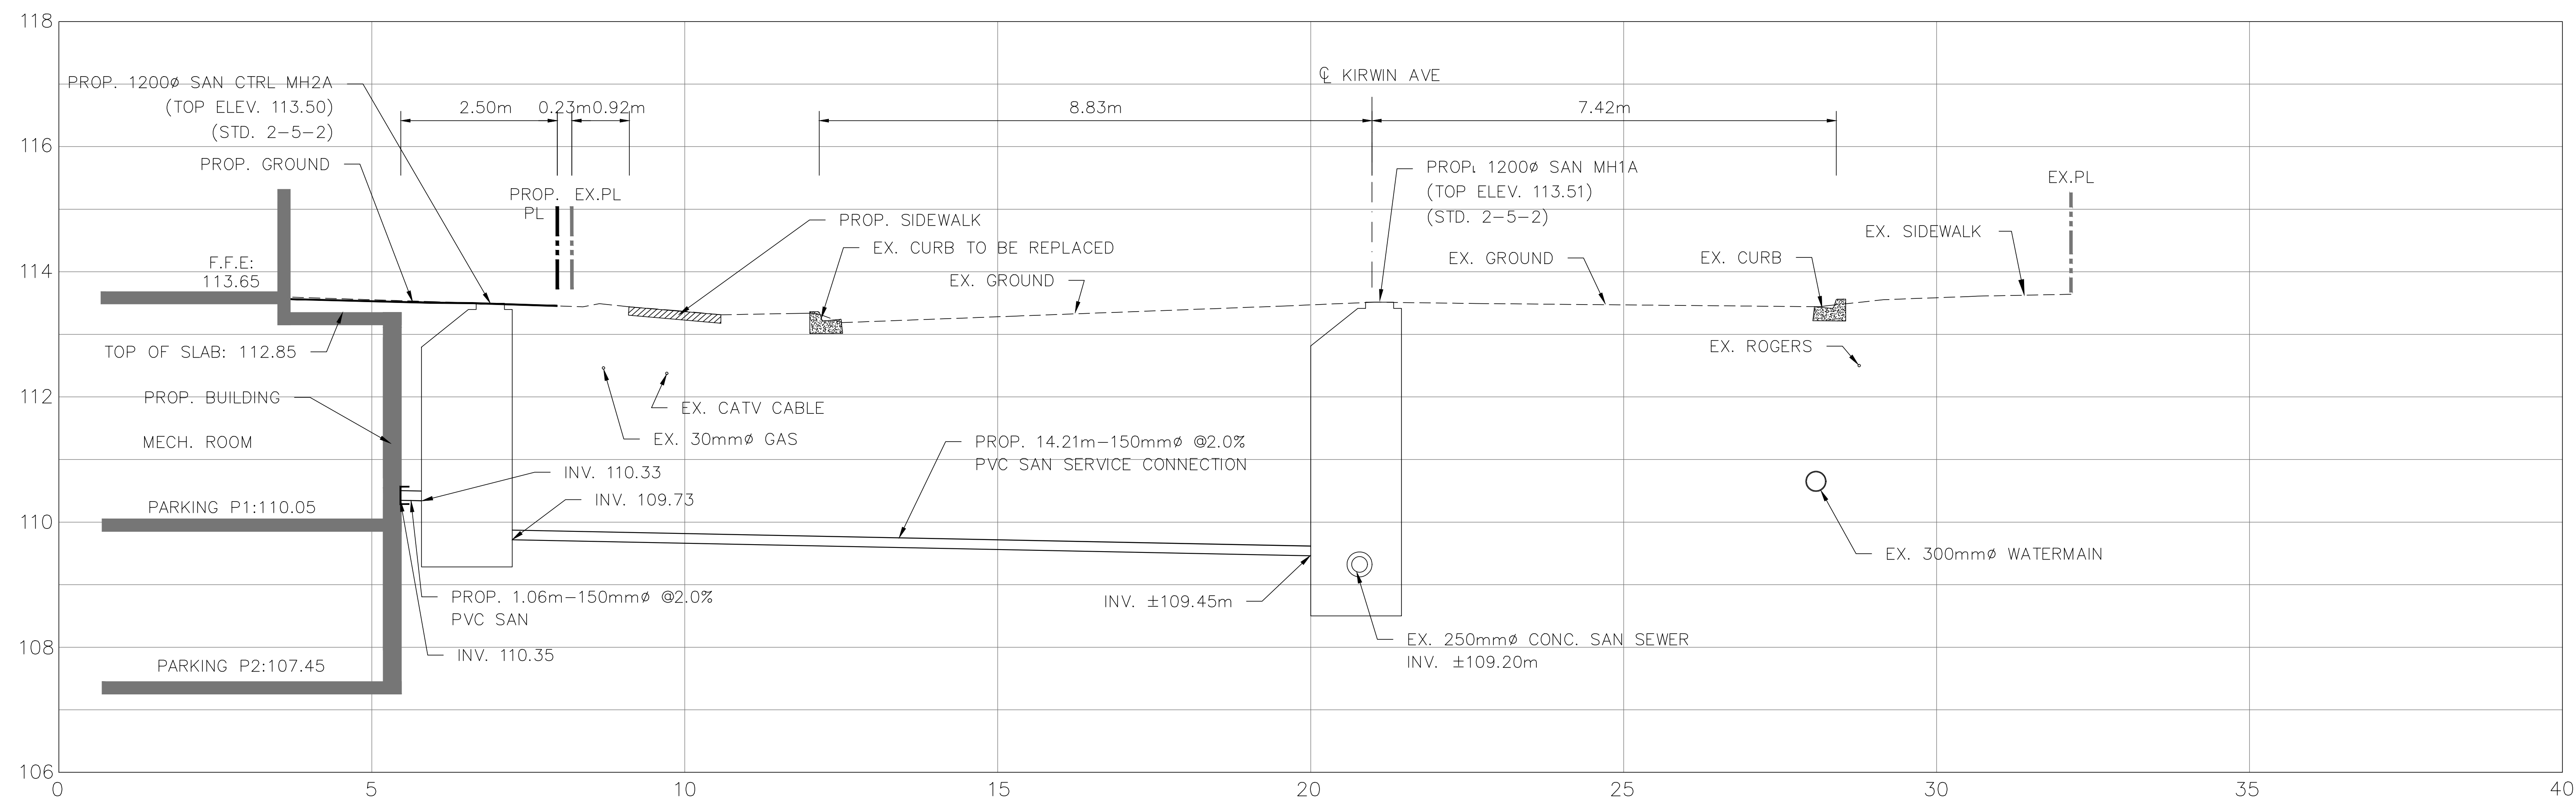 118
116
114
112
110
108
106
0
5
10
15
20
25
30
35
40
PROP. 1200ø SAN CTRL MH2A
(TOP ELEV. 113.50)
(STD. 2-5-2)
PROP. GROUND
2.50m
0.23m
0.92m
8.83m
℄ KIRWIN AVE
7.42m
PROP.
PL
EX.PL
PROP. SIDEWALK
EX. CURB TO BE REPLACED
EX. GROUND
PROP. 1200ø SAN MH1A
(TOP ELEV. 113.51)
(STD. 2-5-2)
EX. GROUND
EX. CURB
EX. SIDEWALK
EX.PL
F.F.E:
113.65
TOP OF SLAB: 112.85
PROP. BUILDING
MECH. ROOM
PARKING P1:110.05
PARKING P2:107.45
EX. CATV CABLE
EX. 30mmø GAS
INV. 110.33
INV. 109.73
PROP. 14.21m-150mmø @2.0%
PVC SAN SERVICE CONNECTION
PROP. 1.06m-150mmø @2.0%
PVC SAN
INV. 110.35
INV. ±109.45m
EX. 250mmø CONC. SAN SEWER
INV. ±109.20m
EX. ROGERS
EX. 300mmø WATERMAIN